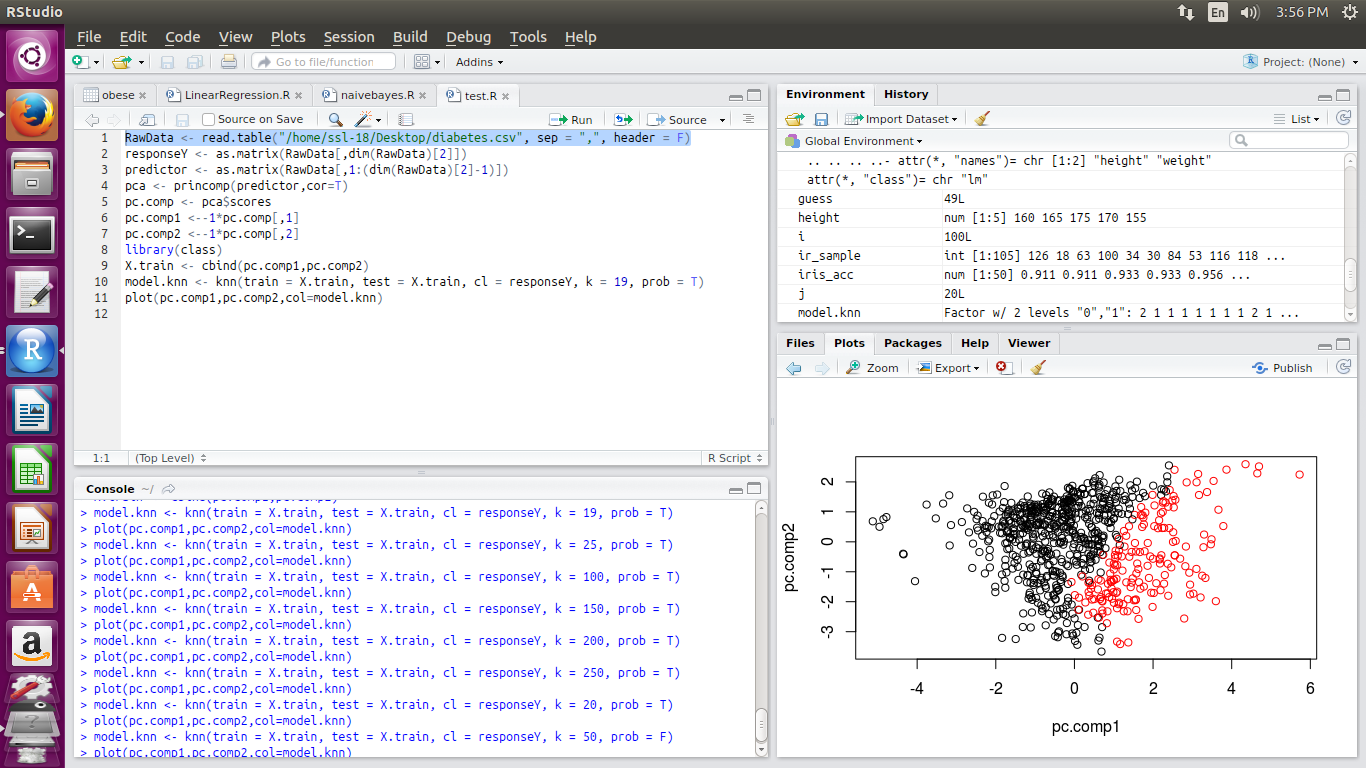 RStudio
En
3:56 PM
File Edit Code View Plots Session Build Debug Tools Help
Go to file/function
Addins
Project: (None)
obese
LinearRegression.R
naivebayes.R
test.R
Source on Save
Run
Source
1 RawData <- read.table("/home/ssl-18/Desktop/diabetes.csv", sep = ",", header = F)
2 responseY <- as.matrix(RawData[,dim(RawData)[2]])
3 predictor <- as.matrix(RawData[,1:(dim(RawData)[2]-1)])
4 pca <- princomp(predictor,cor=T)
5 pc.comp <- pca$scores
6 pc.comp1 <--1*pc.comp[,1]
7 pc.comp2 <--1*pc.comp[,2]
8 library(class)
9 X.train <- cbind(pc.comp1,pc.comp2)
10 model.knn <- knn(train = X.train, test = X.train, cl = responseY, k = 19, prob = T)
11 plot(pc.comp1,pc.comp2,col=model.knn)
12
1:1 (Top Level) R Script
Console ~/
> model.knn <- knn(train = X.train, test = X.train, cl = responseY, k = 19, prob = T)
> plot(pc.comp1,pc.comp2,col=model.knn)
> model.knn <- knn(train = X.train, test = X.train, cl = responseY, k = 25, prob = T)
> plot(pc.comp1,pc.comp2,col=model.knn)
> model.knn <- knn(train = X.train, test = X.train, cl = responseY, k = 100, prob = T)
> plot(pc.comp1,pc.comp2,col=model.knn)
> model.knn <- knn(train = X.train, test = X.train, cl = responseY, k = 150, prob = T)
> plot(pc.comp1,pc.comp2,col=model.knn)
> model.knn <- knn(train = X.train, test = X.train, cl = responseY, k = 200, prob = T)
> plot(pc.comp1,pc.comp2,col=model.knn)
> model.knn <- knn(train = X.train, test = X.train, cl = responseY, k = 250, prob = T)
> plot(pc.comp1,pc.comp2,col=model.knn)
> model.knn <- knn(train = X.train, test = X.train, cl = responseY, k = 20, prob = T)
> plot(pc.comp1,pc.comp2,col=model.knn)
> model.knn <- knn(train = X.train, test = X.train, cl = responseY, k = 50, prob = F)
> plot(pc.comp1,pc.comp2,col=model.knn)
Environment History
Import Dataset
List
Global Environment
.. .. .. ..- attr(*, "names")= chr [1:2] "height" "weight"
attr(*, "class")= chr "lm"
guess 49L
height num [1:5] 160 165 175 170 155
i 100L
ir_sample int [1:105] 126 18 63 100 34 30 84 53 116 118 ...
iris_acc num [1:50] 0.911 0.911 0.933 0.933 0.956 ...
j 20L
model.knn Factor w/ 2 levels "0","1": 2 1 1 1 1 1 1 1 2 1 ...
Files Plots Packages Help Viewer
Zoom
Export
Publish
pc.comp2
2
1
0
-1
-2
-3
-4 -2 0 2 4 6
pc.comp1